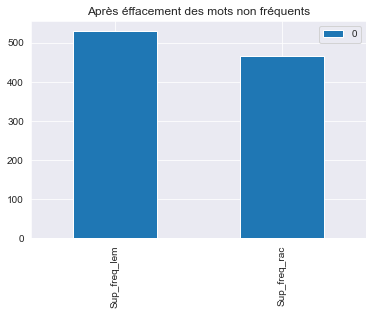 Après éffacement des mots non fréquents
0
500
400
300
200
100
0
Sup_freq_lem
Sup_freq_rac